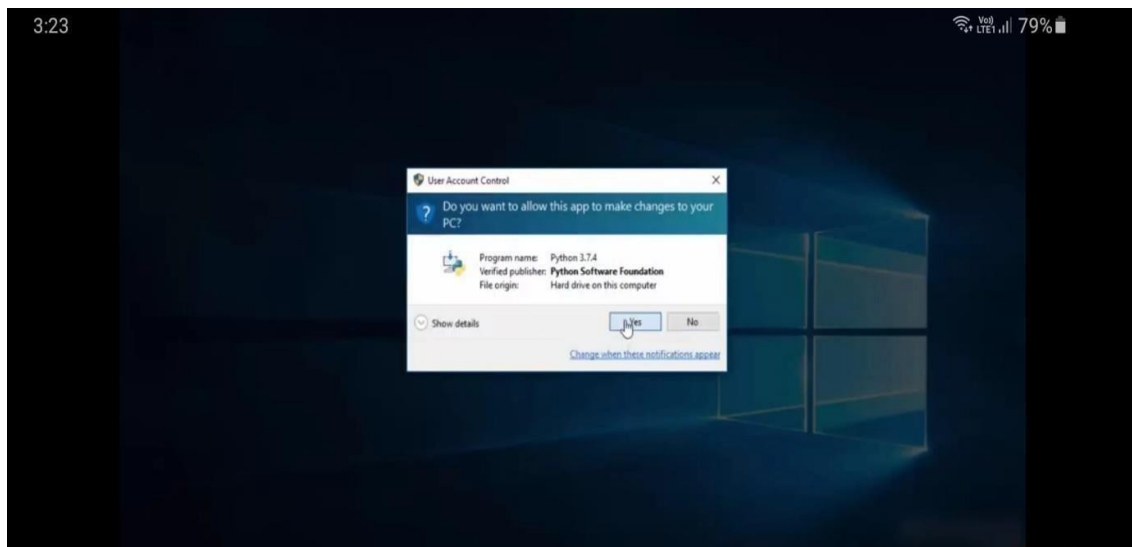 3:23
Vo)) LTE1 79%
User Account Control
Do you want to allow this app to make changes to your
PC?
Program name: Python 3.7.4
Verified publisher: Python Software Foundation
File origin: Hard drive on this computer
Show details
Yes No
Change when these notifications appear